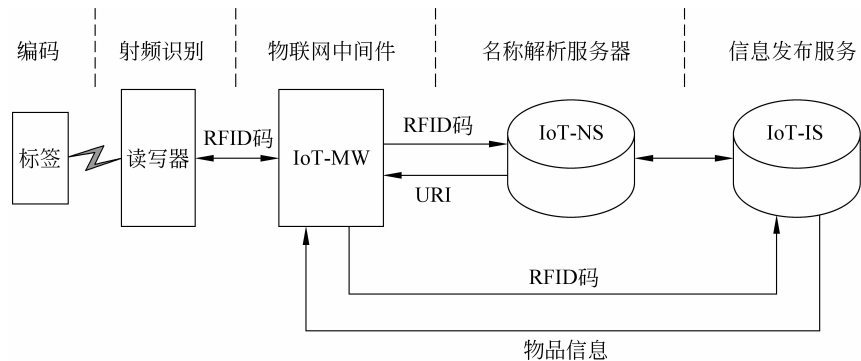 编码
射频识别
物联网中间件
名称解析服务器
信息发布服务
标签
读写器
RFID码
IoT-MW
RFID码
URI
IoT-NS
IoT-IS
RFID码
物品信息